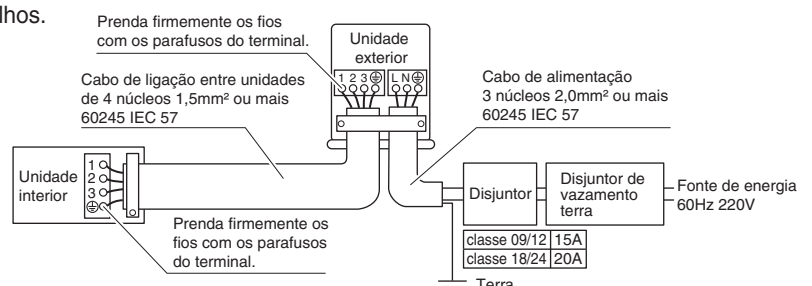 lhos.
Prenda firmemente os fios
com os parafusos do terminal.
Unidade
exterior
1 2 3 L N
Cabo de ligação entre unidades
de 4 núcleos 1,5mm² ou mais
60245 IEC 57
Cabo de alimentação
3 núcleos 2,0mm² ou mais
60245 IEC 57
Unidade
interior
1
2
3
Disjuntor
Disjuntor de
vazamento
terra
Fonte de energia
60Hz 220V
Prenda firmemente os
fios com os parafusos
do terminal.
classe 09/12 15A
classe 18/24 20A
Terra